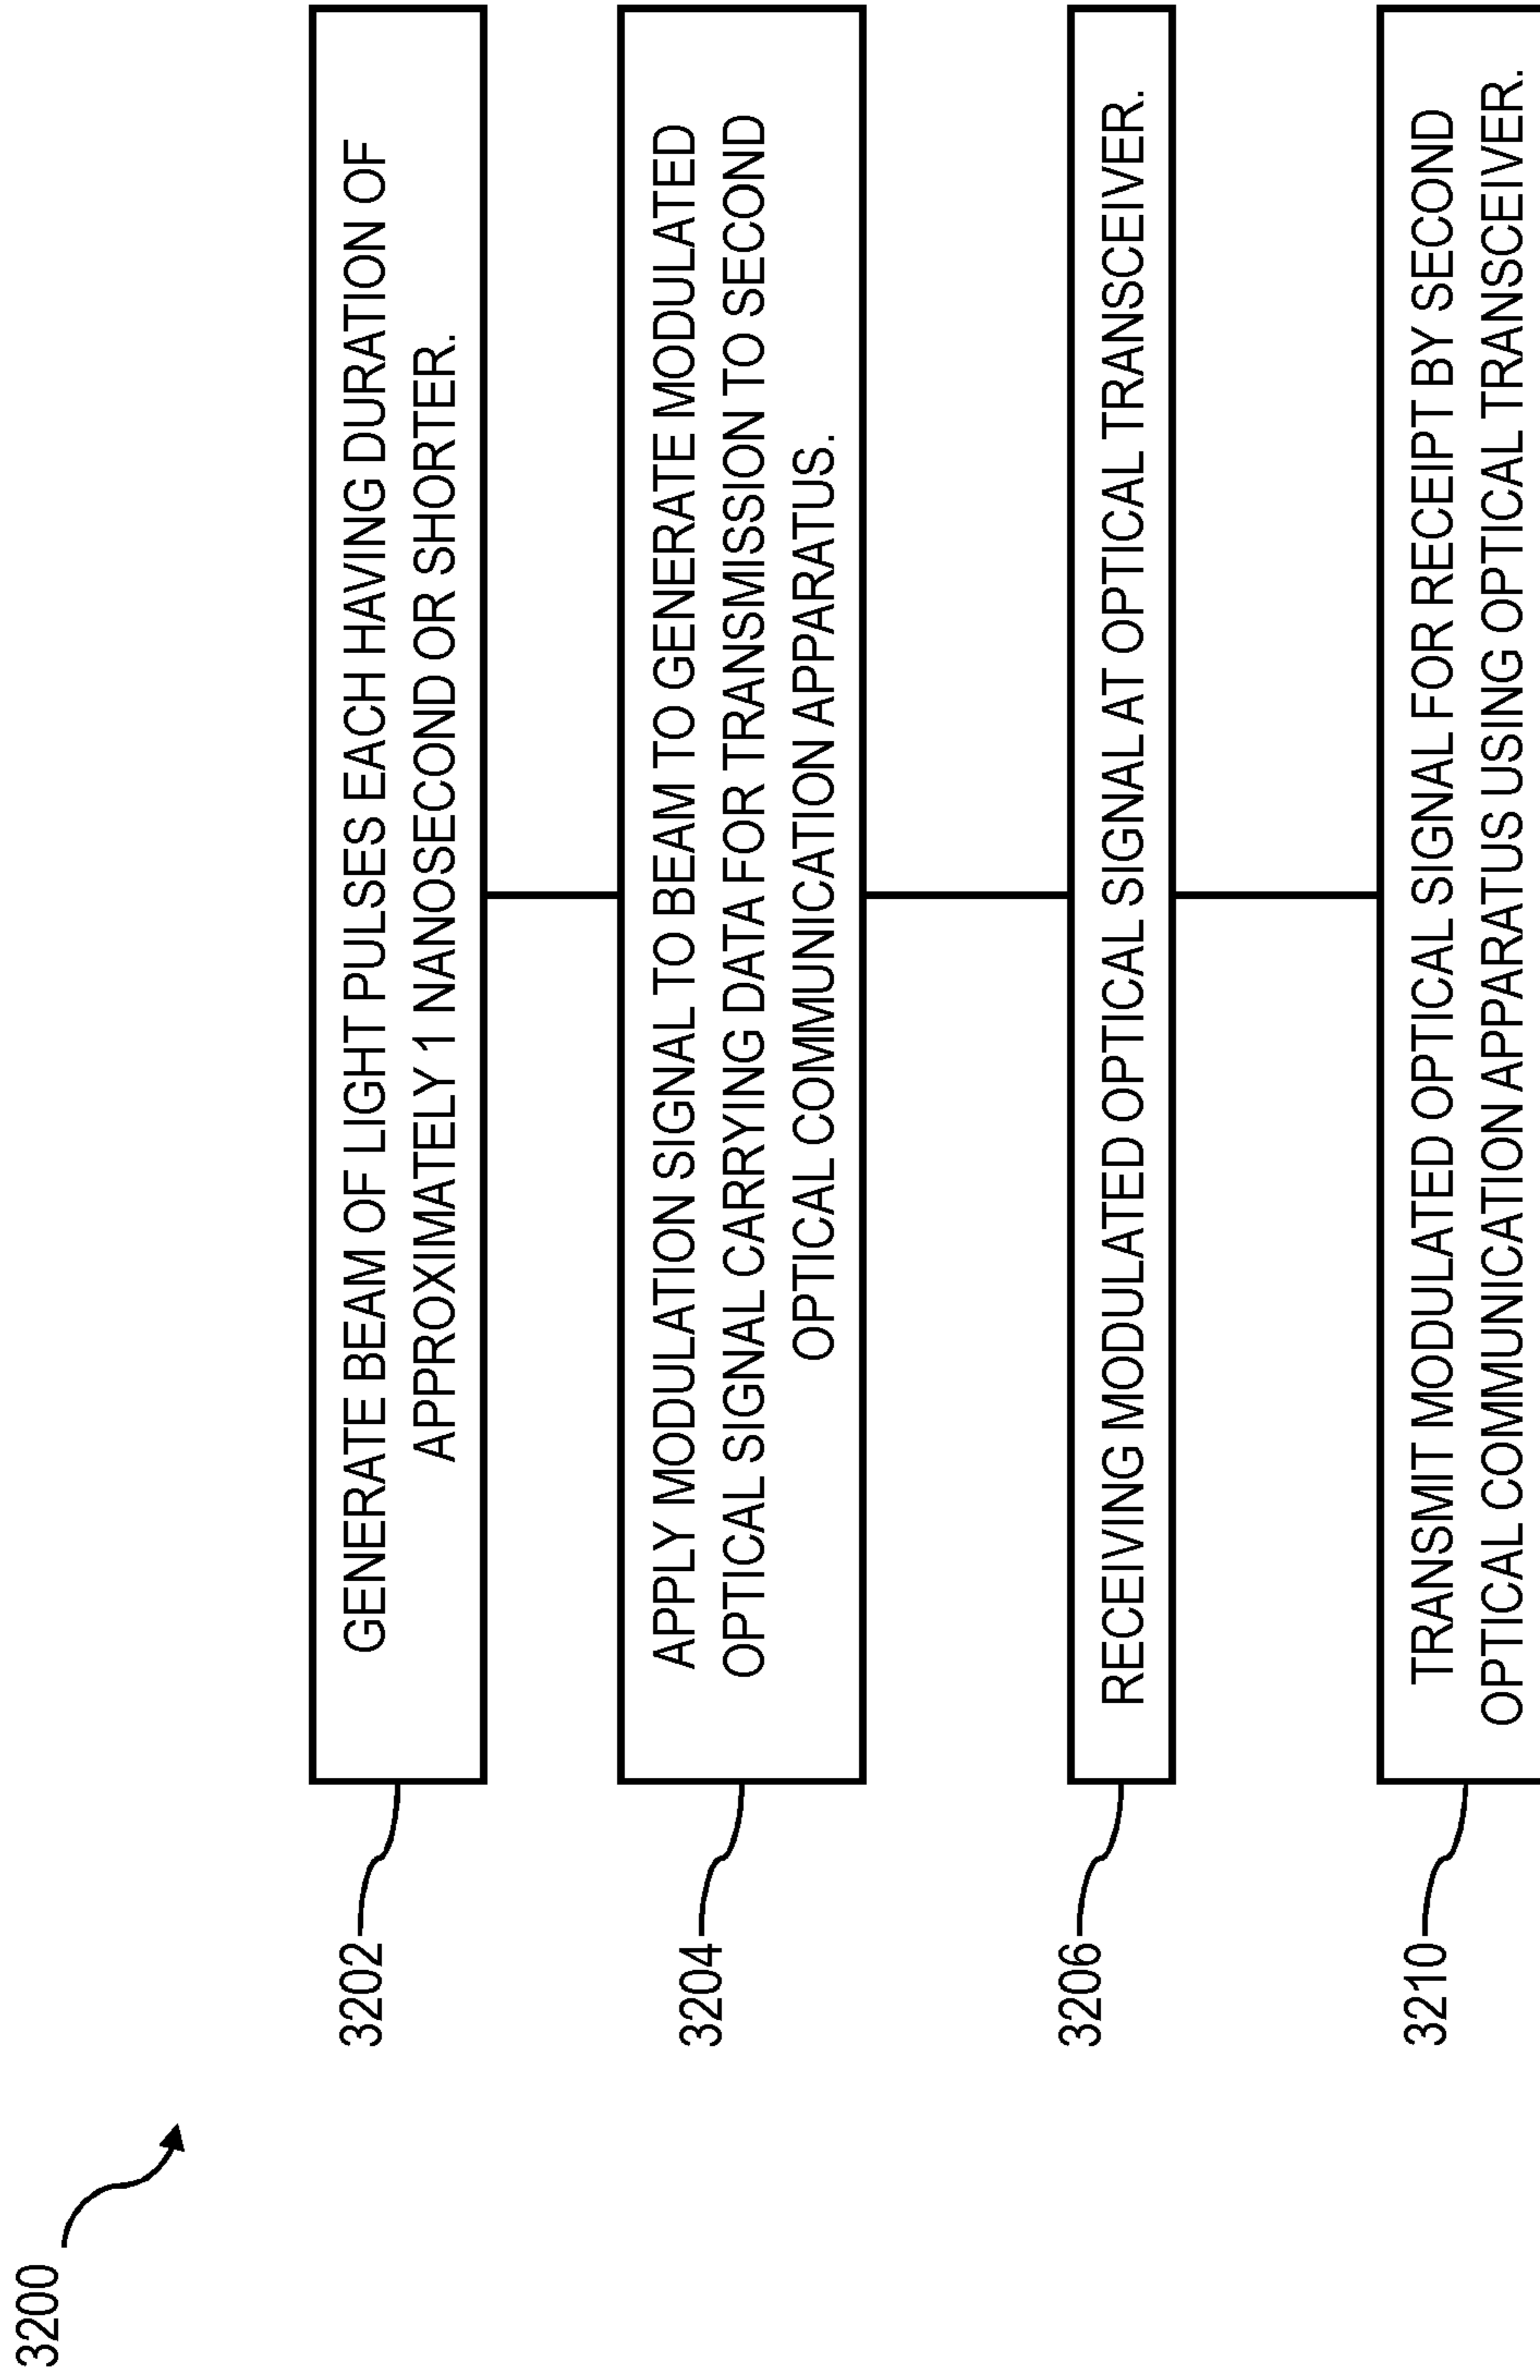 3200
3202
GENERATE BEAM OF LIGHT PULSES EACH HAVING DURATION OF
APPROXIMATELY 1 NANOSECOND OR SHORTER.
3204
APPLY MODULATION SIGNAL TO BEAM TO GENERATE MODULATED
OPTICAL SIGNAL CARRYING DATA FOR TRANSMISSION TO SECOND
OPTICAL COMMUNICATION APPARATUS.
3206
RECEIVING MODULATED OPTICAL SIGNAL AT OPTICAL TRANSCEIVER.
3210
TRANSMIT MODULATED OPTICAL SIGNAL FOR RECEIPT BY SECOND
OPTICAL COMMUNICATION APPARATUS USING OPTICAL TRANSCEIVER.